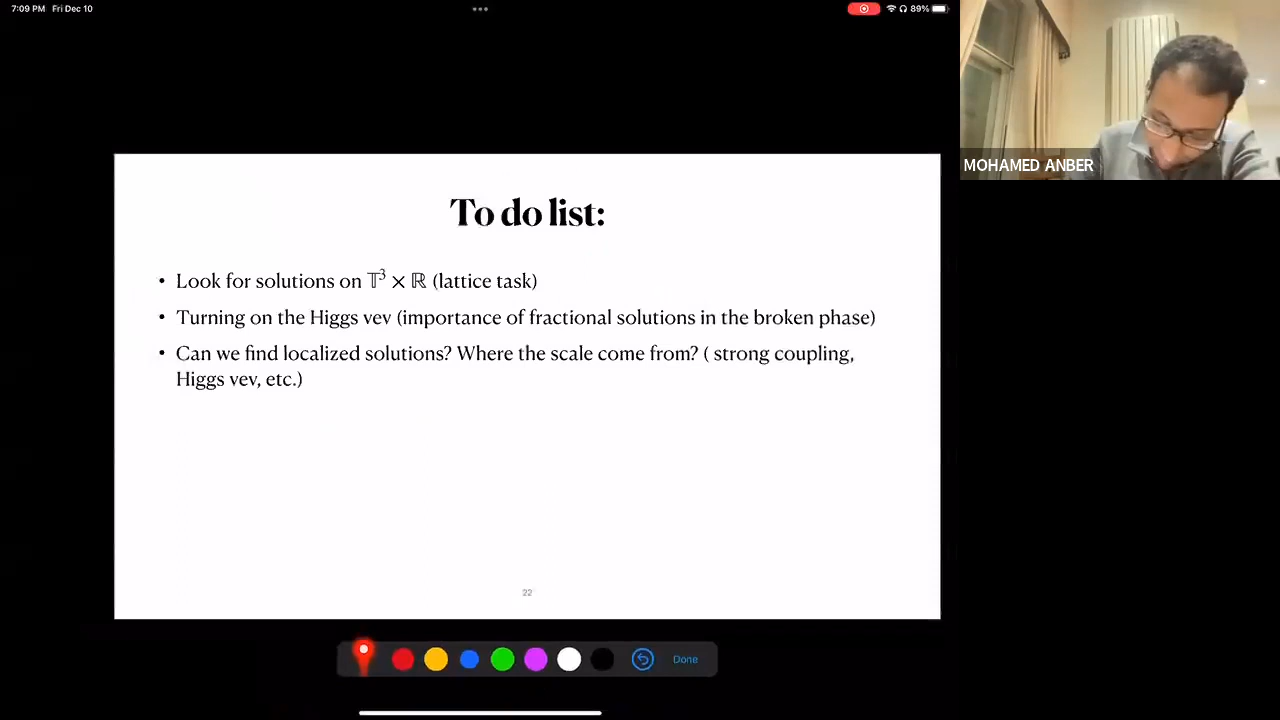 7:09 PM Fri Dec 10
89%
MOHAMED ANBER
To do list:
• Look for solutions on 𝕋³ × ℝ (lattice task)
• Turning on the Higgs vev (importance of fractional solutions in the broken phase)
• Can we find localized solutions? Where the scale come from? ( strong coupling,
Higgs vev, etc.)
22
Done